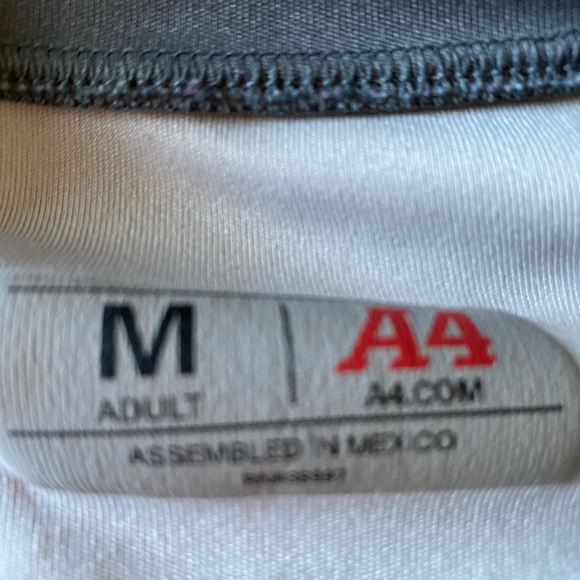 M A4
ADULT A4.COM
ASSEMBLED IN MEXICO